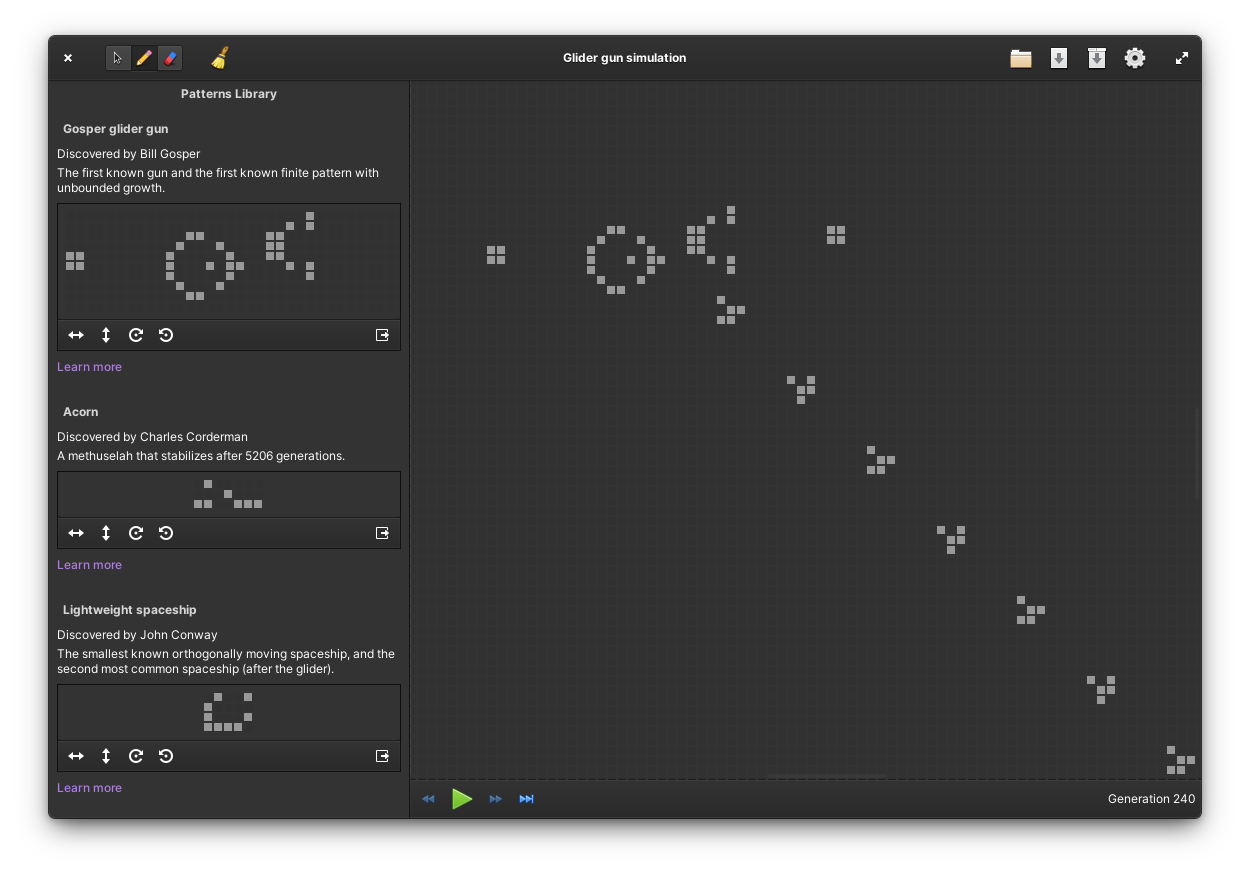 Glider gun simulation
Patterns Library
Gosper glider gun
Discovered by Bill Gosper
The first known gun and the first known finite pattern with
unbounded growth.
Learn more
Acorn
Discovered by Charles Corderman
A methuselah that stabilizes after 5206 generations.
Learn more
Lightweight spaceship
Discovered by John Conway
The smallest known orthogonally moving spaceship, and the
second most common spaceship (after the glider).
Learn more
Generation 240